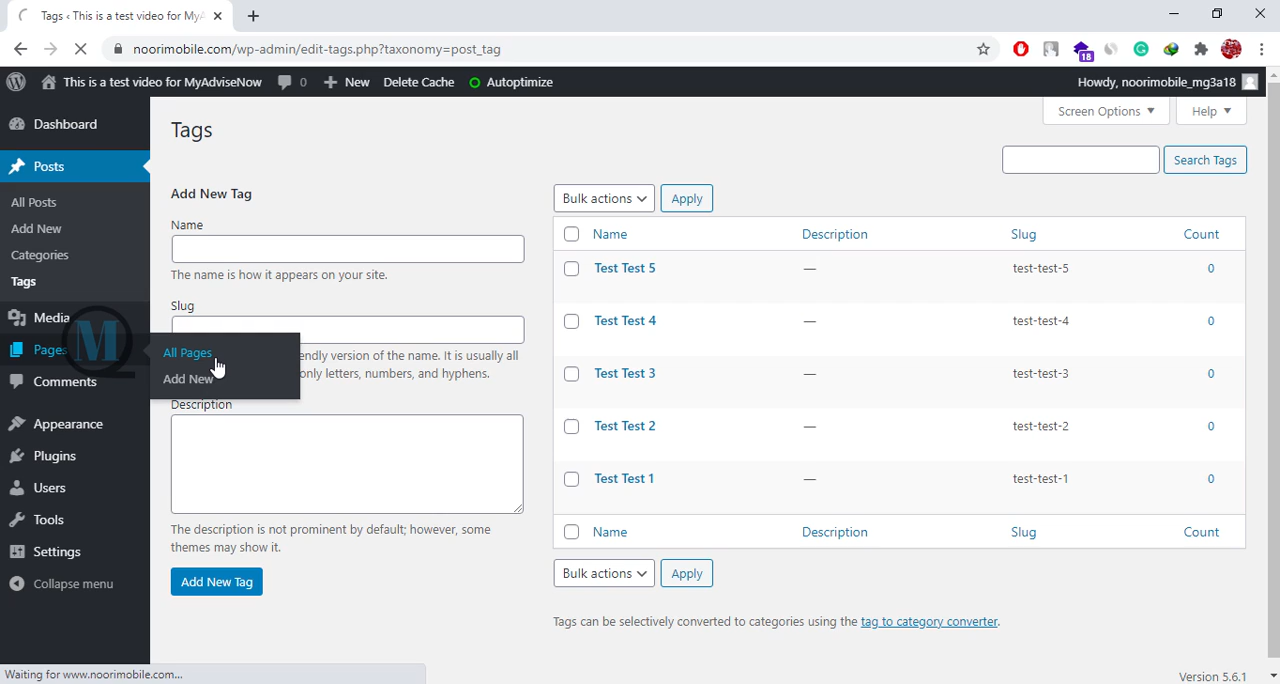 Tags ‹ This is a test video for MyA
noorimobile.com/wp-admin/edit-tags.php?taxonomy=post_tag
18
This is a test video for MyAdviseNow 0 New Delete Cache Autoptimize Howdy, noorimobile_mg3a18
Screen Options Help
Dashboard
Posts
All Posts
Add New
Categories
Tags
Media
Pages
M
Comments
Appearance
Plugins
Users
Tools
Settings
Collapse menu
All Pages
Add New
Tags
Search Tags
Add New Tag
Name
The name is how it appears on your site.
Slug
endly version of the name. It is usually all
only letters, numbers, and hyphens.
Description
The description is not prominent by default; however, some
themes may show it.
Add New Tag
Bulk actions Apply
Name Description Slug Count
Test Test 5 — test-test-5 0
Test Test 4 — test-test-4 0
Test Test 3 — test-test-3 0
Test Test 2 — test-test-2 0
Test Test 1 — test-test-1 0
Name Description Slug Count
Bulk actions Apply
Tags can be selectively converted to categories using the tag to category converter.
Waiting for www.noorimobile.com...
Version 5.6.1